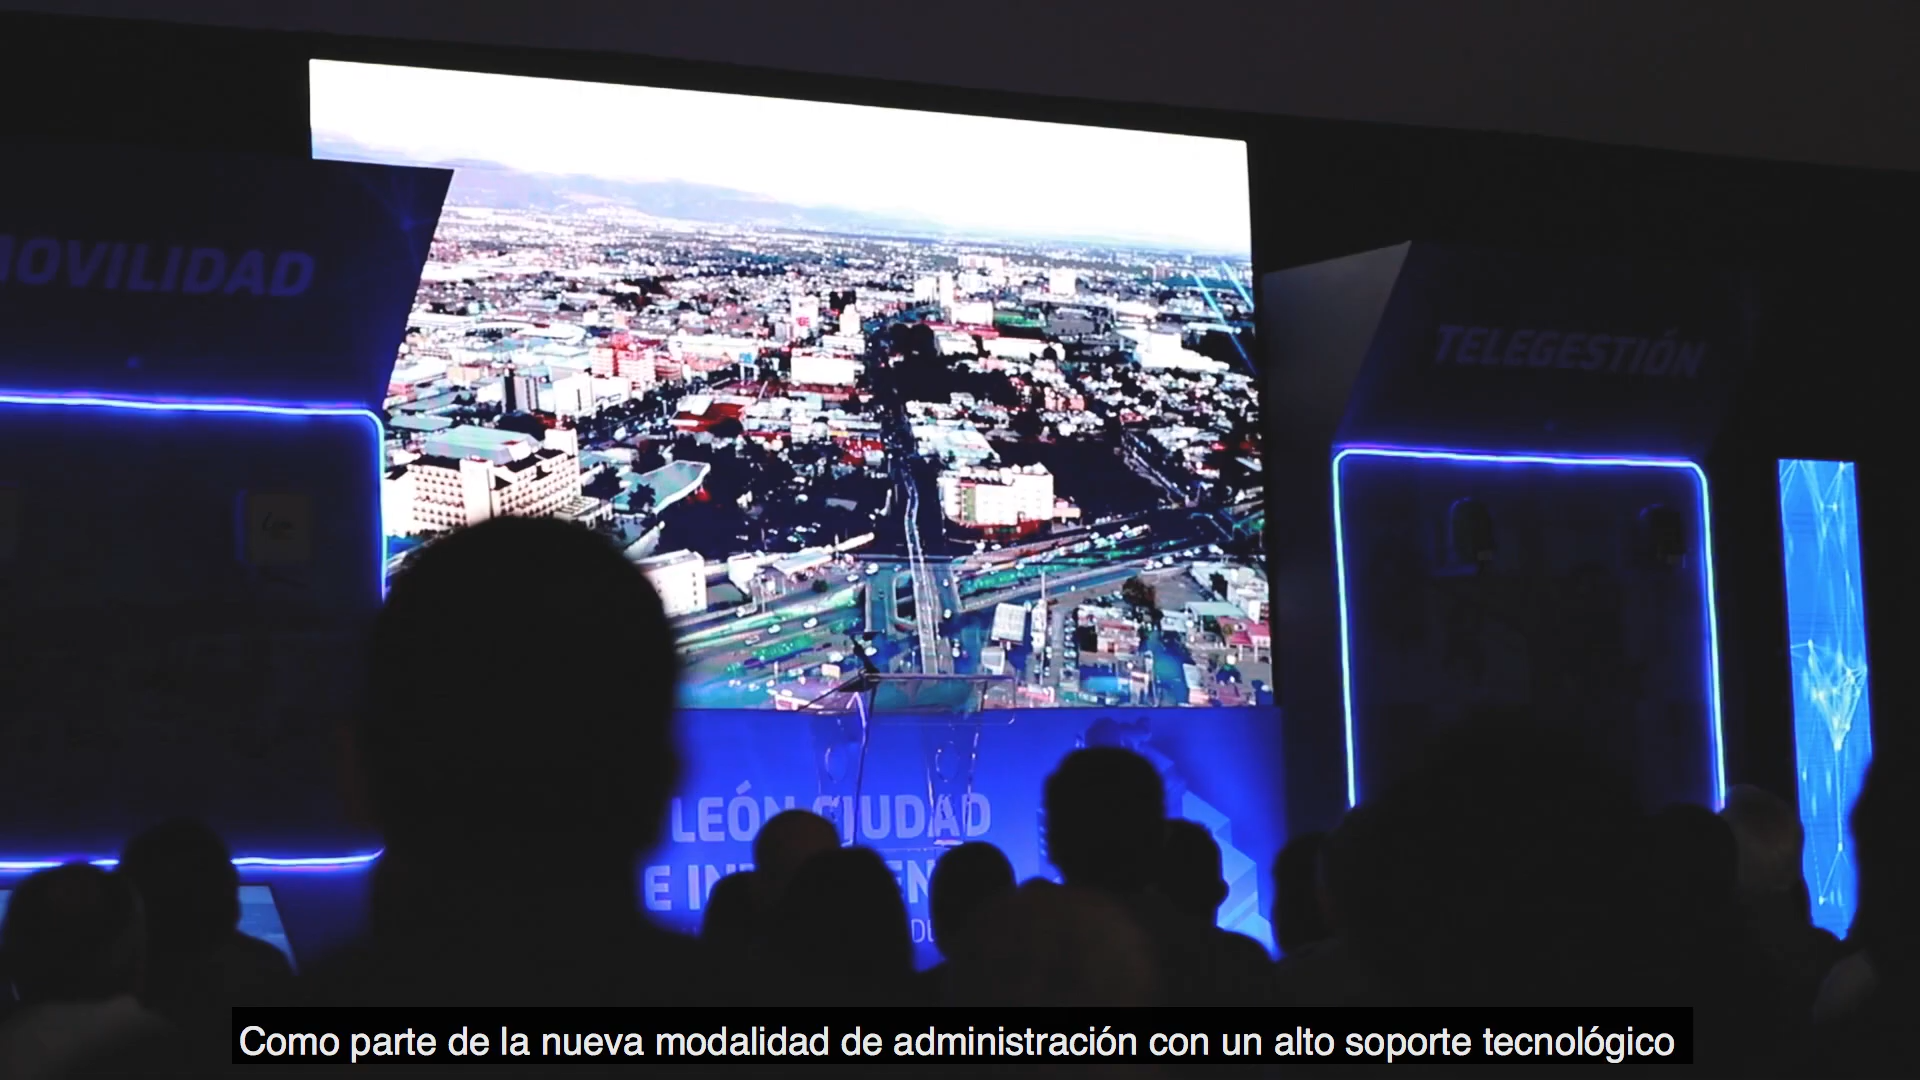 MOVILIDAD
TELEGESTIÓN
LEÓN CIUDAD
E
Como parte de la nueva modalidad de administración con un alto soporte tecnológico